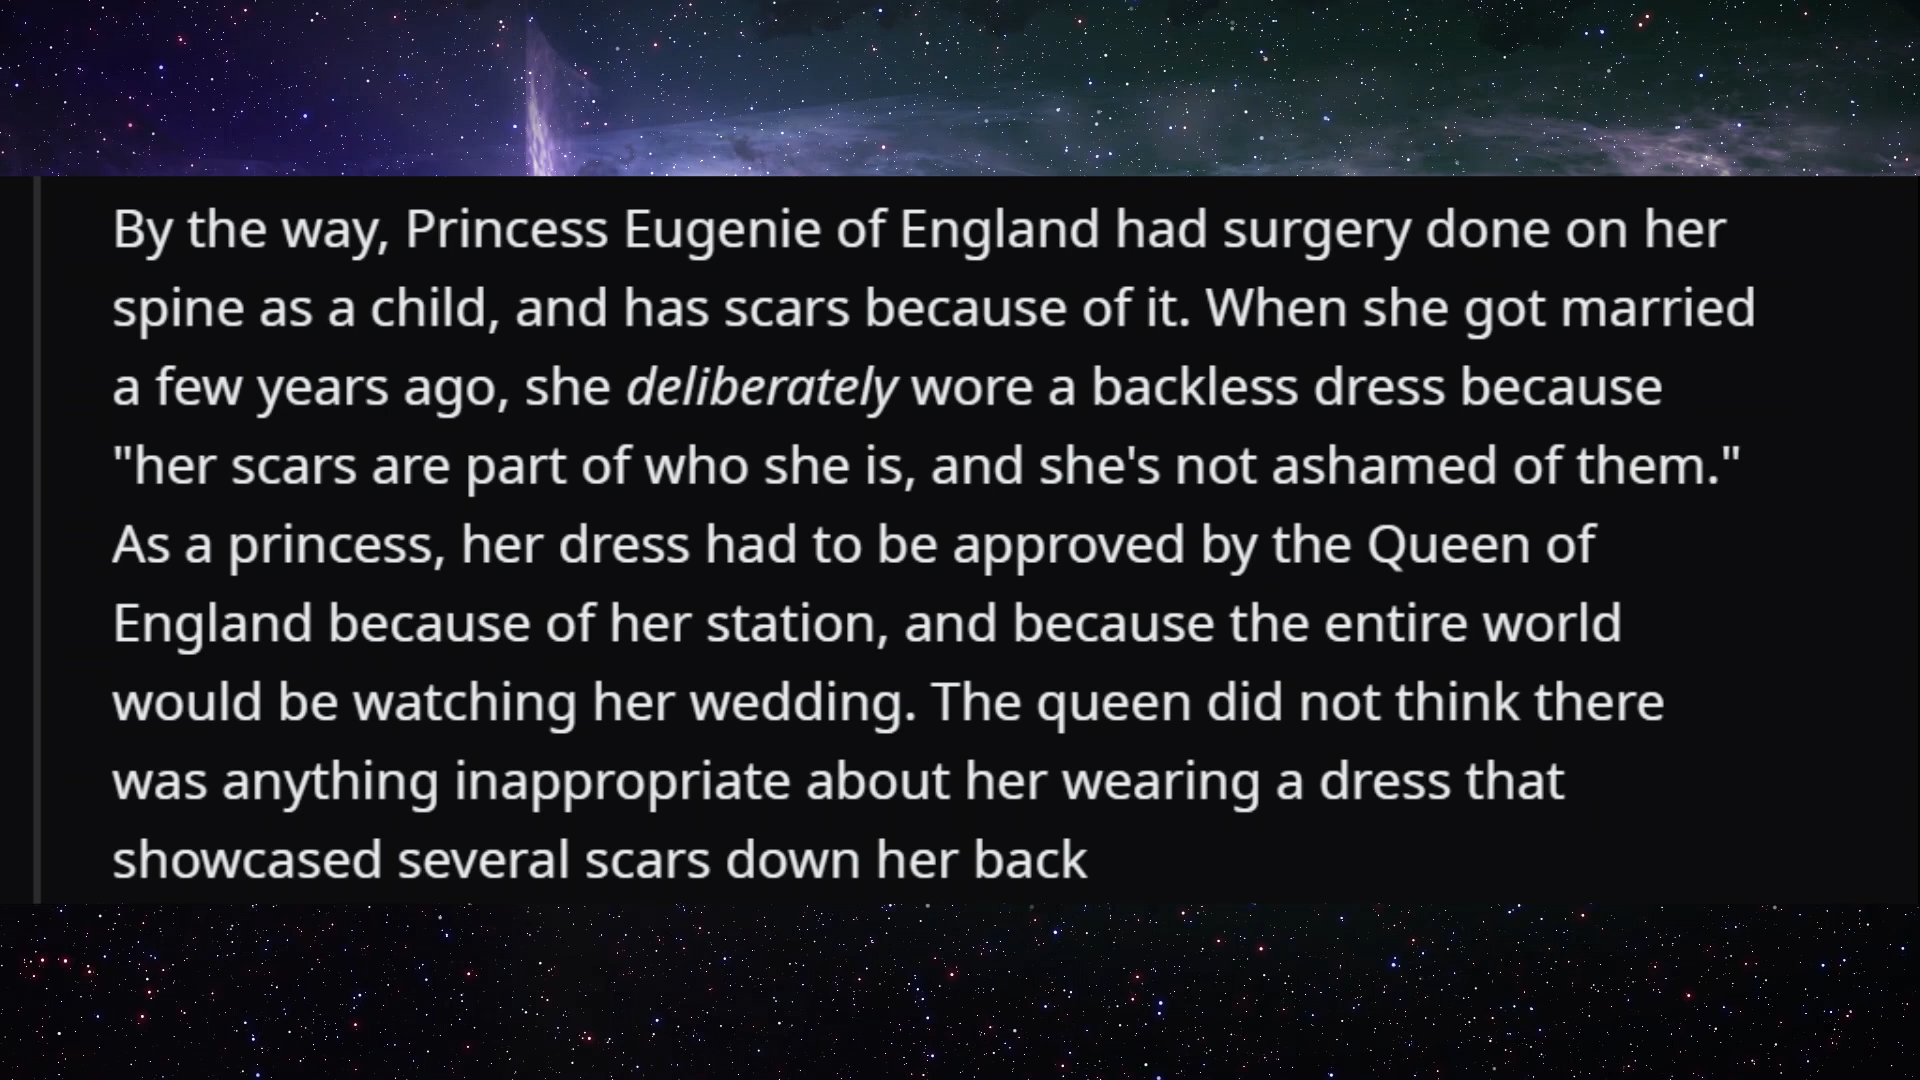 By the way, Princess Eugenie of England had surgery done on her
spine as a child, and has scars because of it. When she got married
a few years ago, she deliberately wore a backless dress because
"her scars are part of who she is, and she's not ashamed of them."
As a princess, her dress had to be approved by the Queen of
England because of her station, and because the entire world
would be watching her wedding. The queen did not think there
was anything inappropriate about her wearing a dress that
showcased several scars down her back